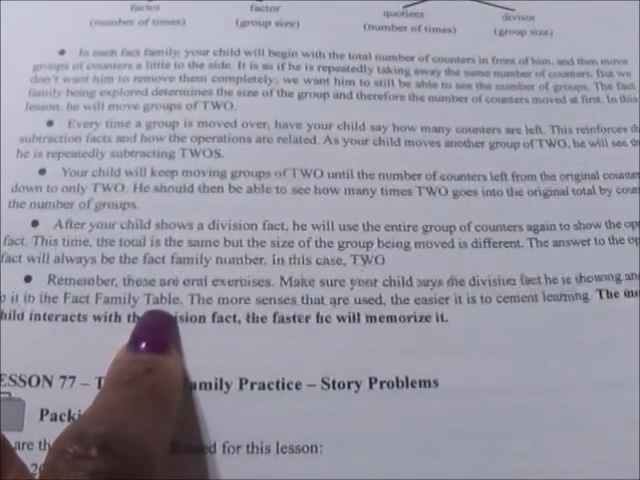 factor factor quotient divisor
(number of times) (group size) (number of times) (group size)
● In each fact family, your child will begin with the total number of counters in front of him, and then move
groups of counters a little to the side. It is as if he is repeatedly taking away the same number of counters. But we
don't want him to remove them completely; we want him to still be able to see the number of groups. The fact
family being explored determines the size of the group and therefore the number of counters moved at first. In this
lesson, he will move groups of TWO.
● Every time a group is moved over, have your child say how many counters are left. This reinforces th
subtraction facts and how the operations are related. As your child moves another group of TWO, he will see th
he is repeatedly subtracting TWOS.
● Your child will keep moving groups of TWO until the number of counters left from the original counter
down to only TWO. He should then be able to see how many times TWO goes into the original total by coun
the number of groups.
● After your child shows a division fact, he will use the entire group of counters again to show the opp
fact. This time, the total is the same but the size of the group being moved is different. The answer to the op
fact will always be the fact family number. In this case, TWO
● Remember, these are oral exercises. Make sure your child says the division fact he is showing an
it in the Fact Family Table. The more senses that are used, the easier it is to cement learning. The mo
hild interacts with th ision fact, the faster he will memorize it.
ESSON 77 – T amily Practice – Story Problems
Packi
are th ed for this lesson:
20